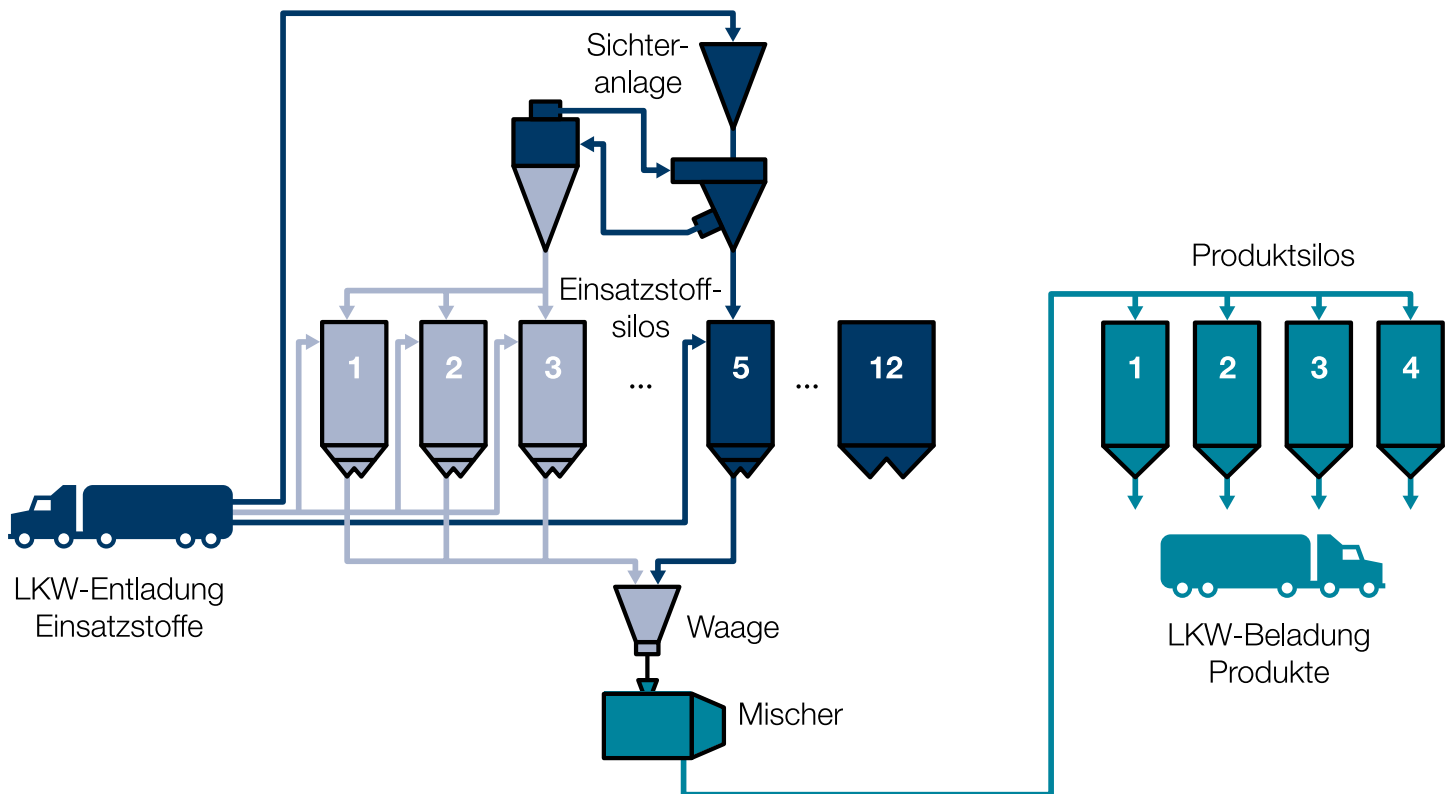 Sichter-
anlage
Einsatzstoff-
silos
1
2
3
...
5
...
12
Produktsilos
1
2
3
4
LKW-Entladung
Einsatzstoffe
Waage
Mischer
LKW-Beladung
Produkte